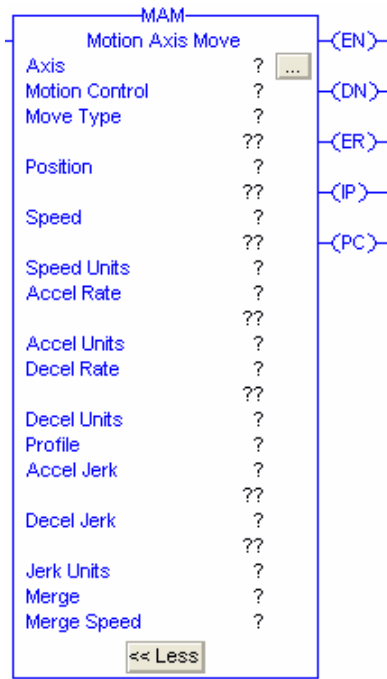 MAM
Motion Axis Move (EN)
Axis ? ...
Motion Control ? (DN)
Move Type ?
?? (ER)
Position ?
?? (IP)
Speed ?
?? (PC)
Speed Units ?
Accel Rate ?
??
Accel Units ?
Decel Rate ?
??
Decel Units ?
Profile ?
Accel Jerk ?
??
Decel Jerk ?
??
Jerk Units ?
Merge ?
Merge Speed ?
<< Less